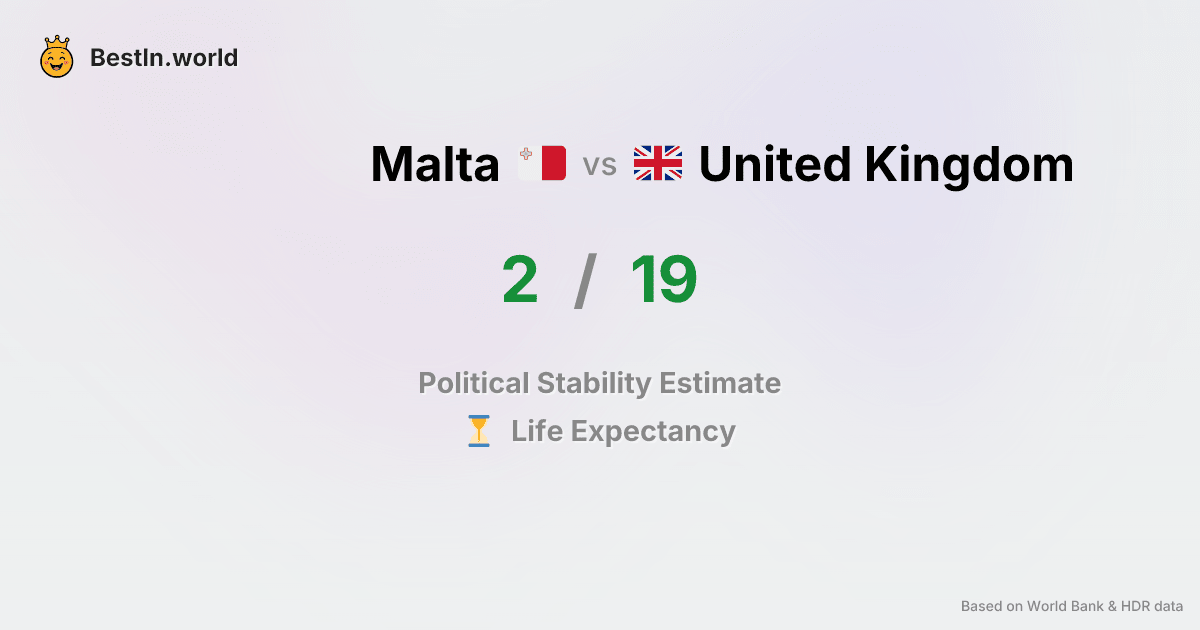 BestIn.world
Malta vs United Kingdom
2 / 19
Political Stability Estimate
Life Expectancy
Based on World Bank & HDR data